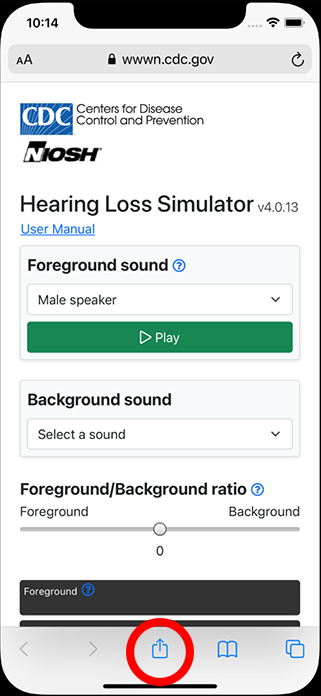 10:14
AA
wwwn.cdc.gov
CDC
Centers for Disease
Control and Prevention
NIOSH
Hearing Loss Simulator v4.0.13
User Manual
Foreground sound ?
Male speaker
Play
Background sound
Select a sound
Foreground/Background ratio ?
Foreground Background
0
Foreground ?